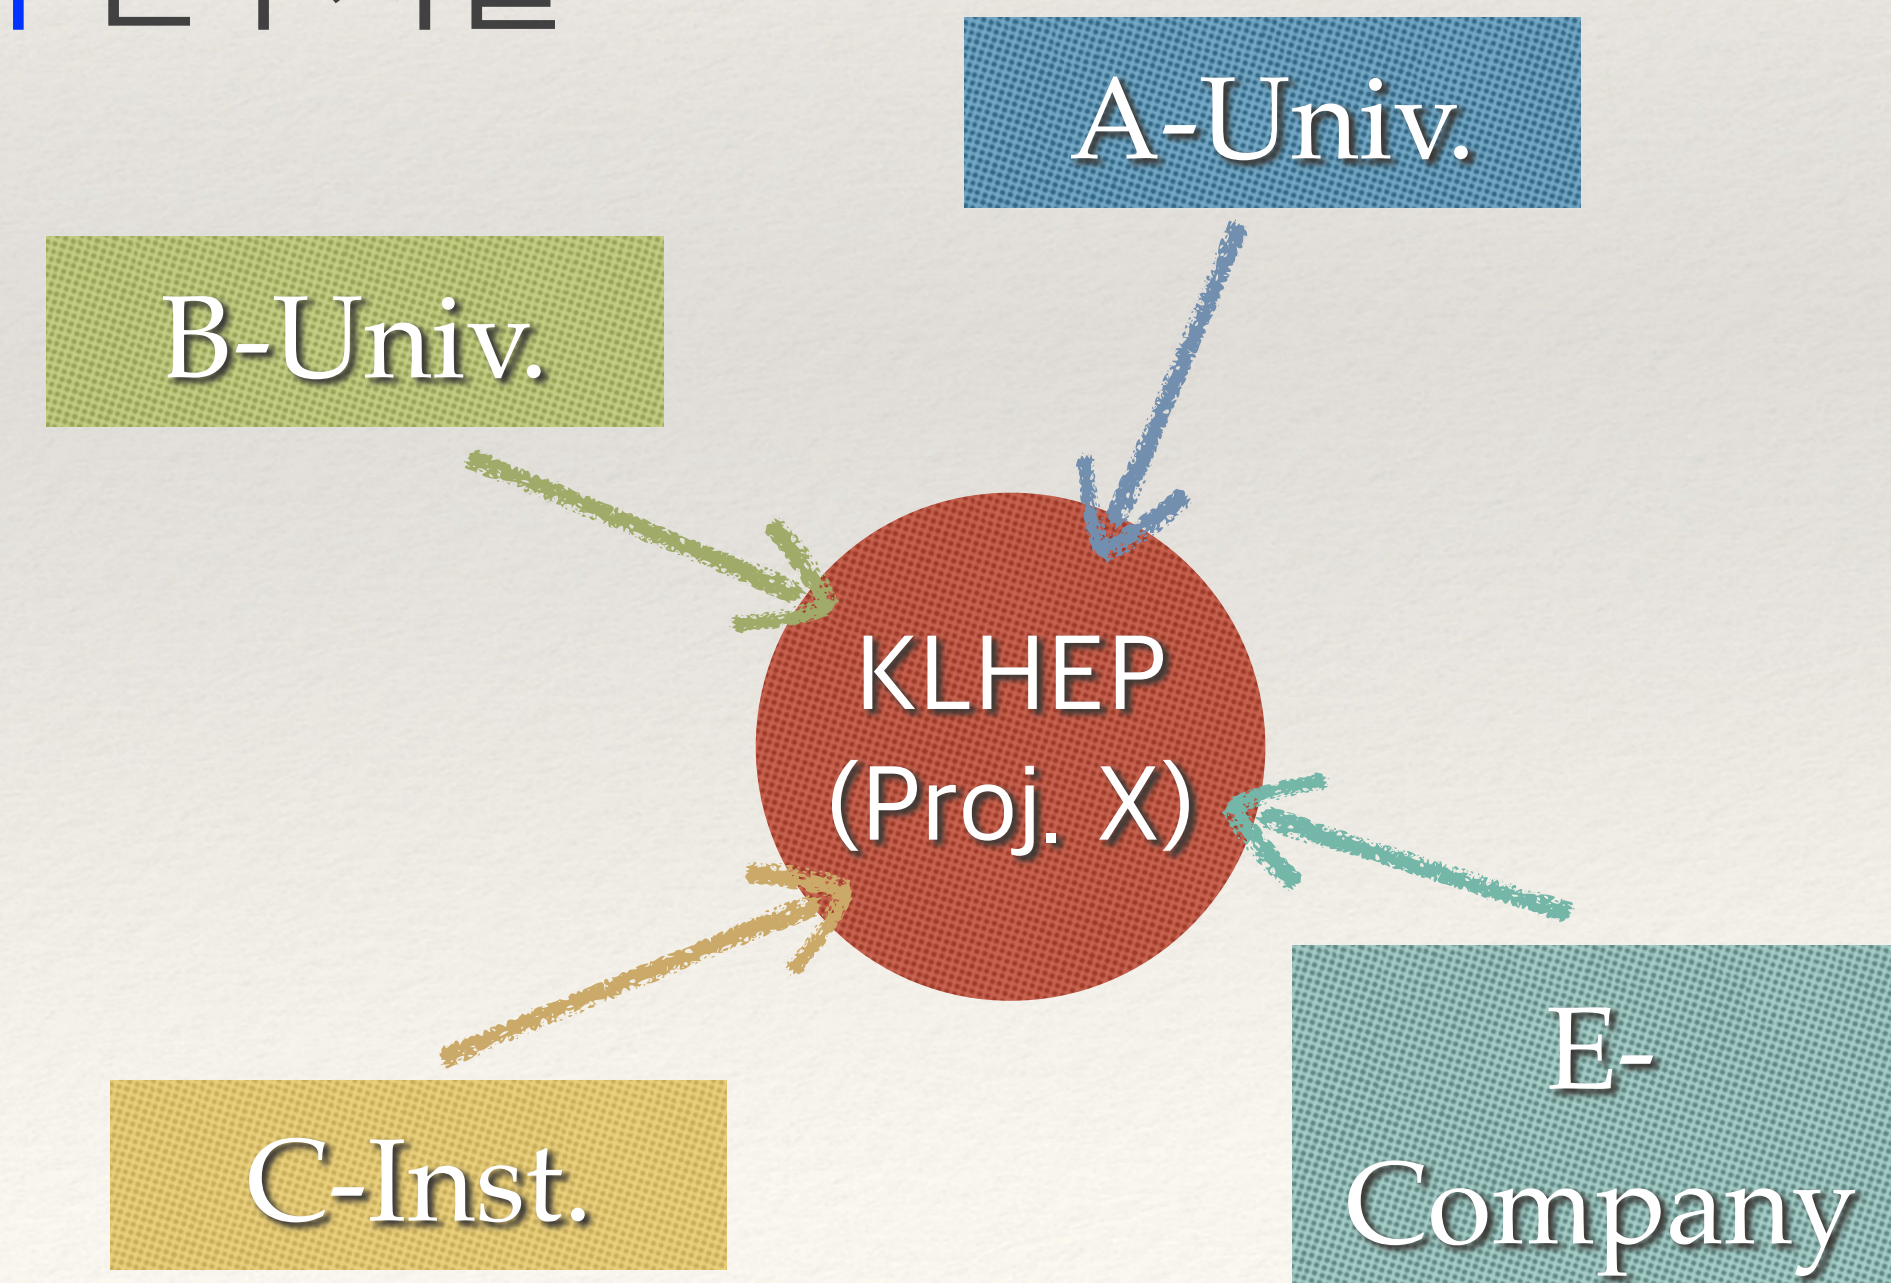 A-Univ.
B-Univ.
KLHEP
(Proj. X)
C-Inst.
E-
Company